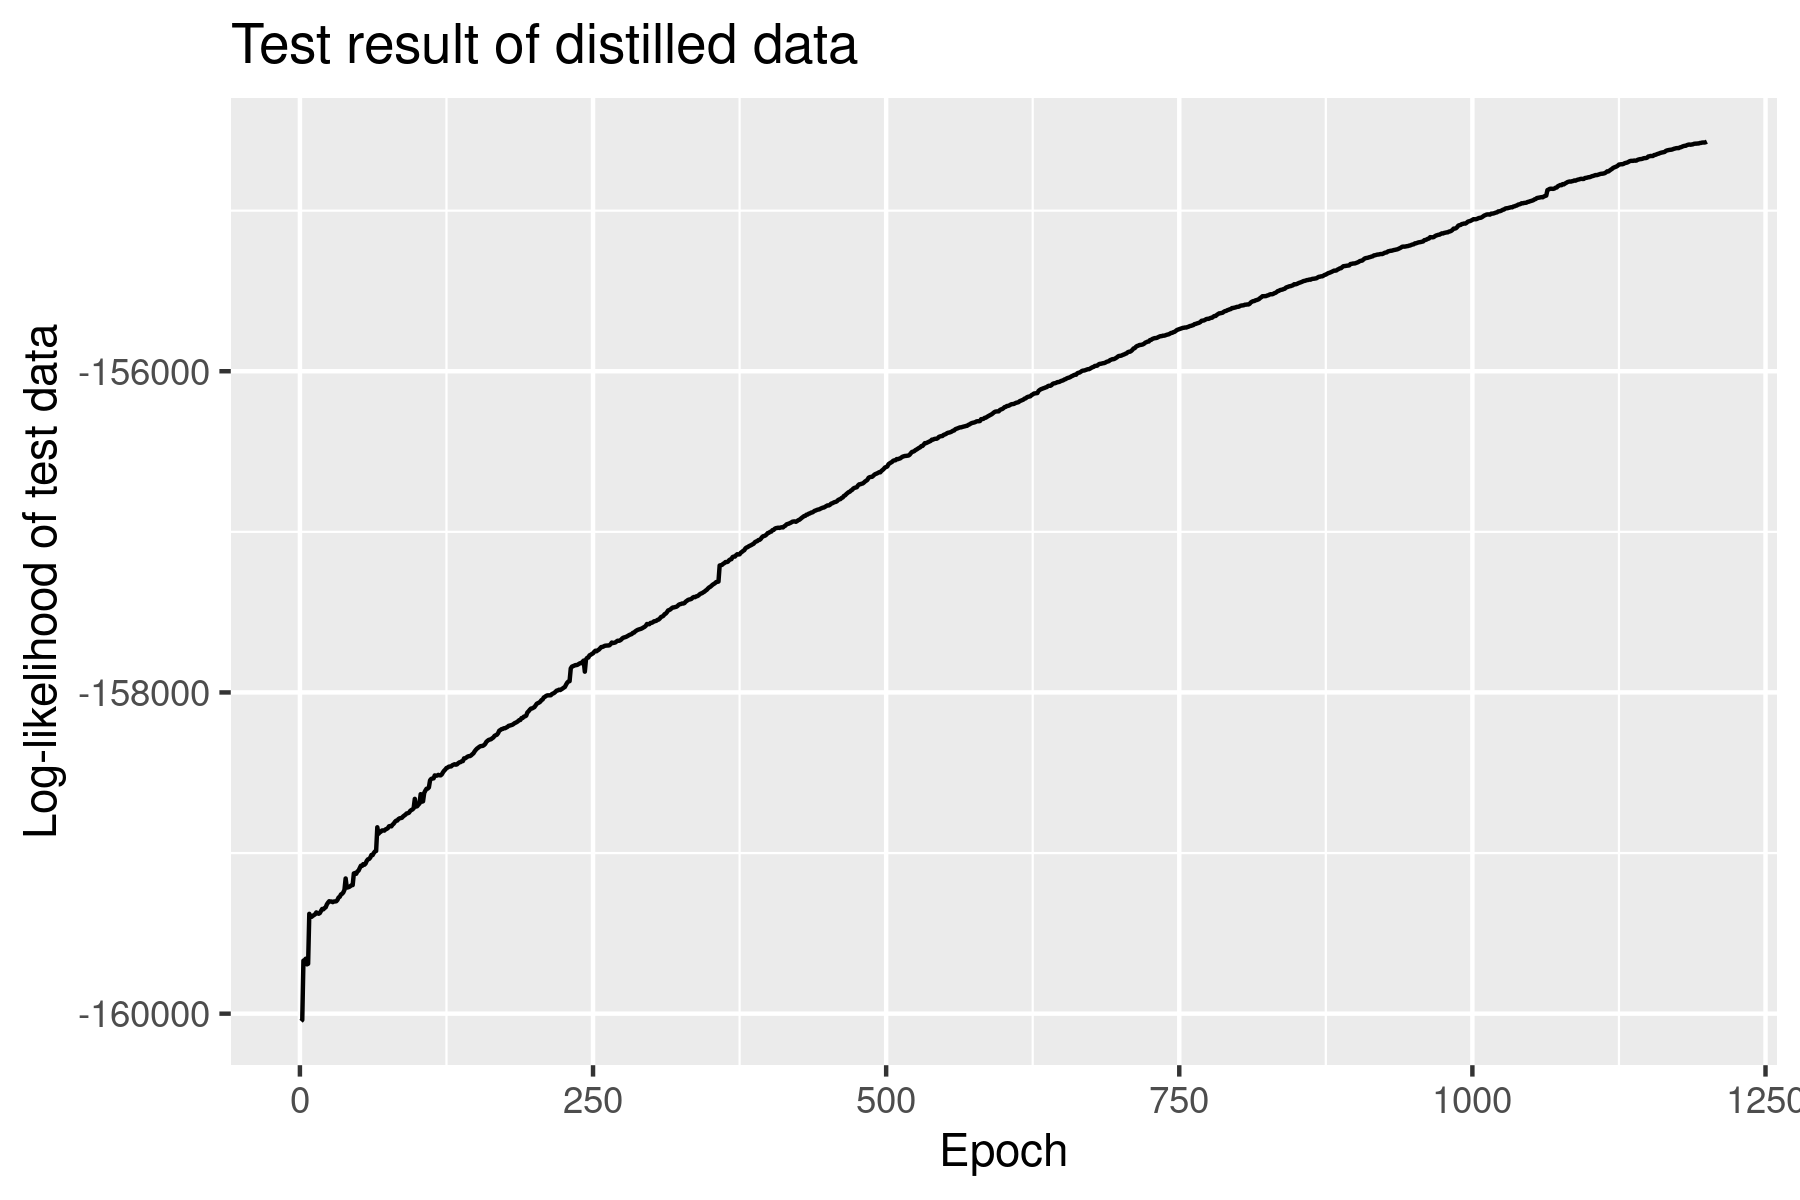 Test result of distilled data
Log-likelihood of test data
-156000
-158000
-160000
0 250 500 750 1000 1250
Epoch